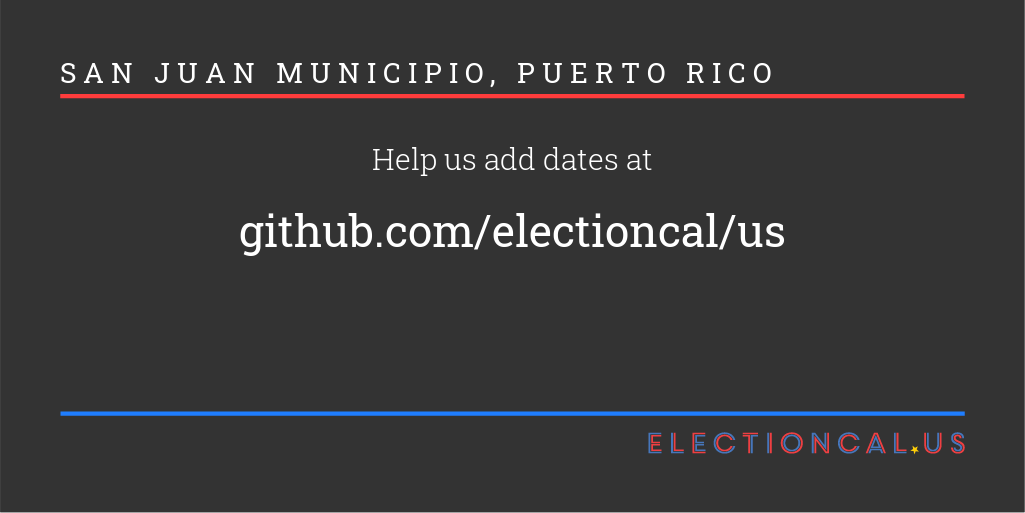 SAN JUAN MUNICIPIO, PUERTO RICO
Help us add dates at
github.com/electioncal/us
ELECTIONCAL.US